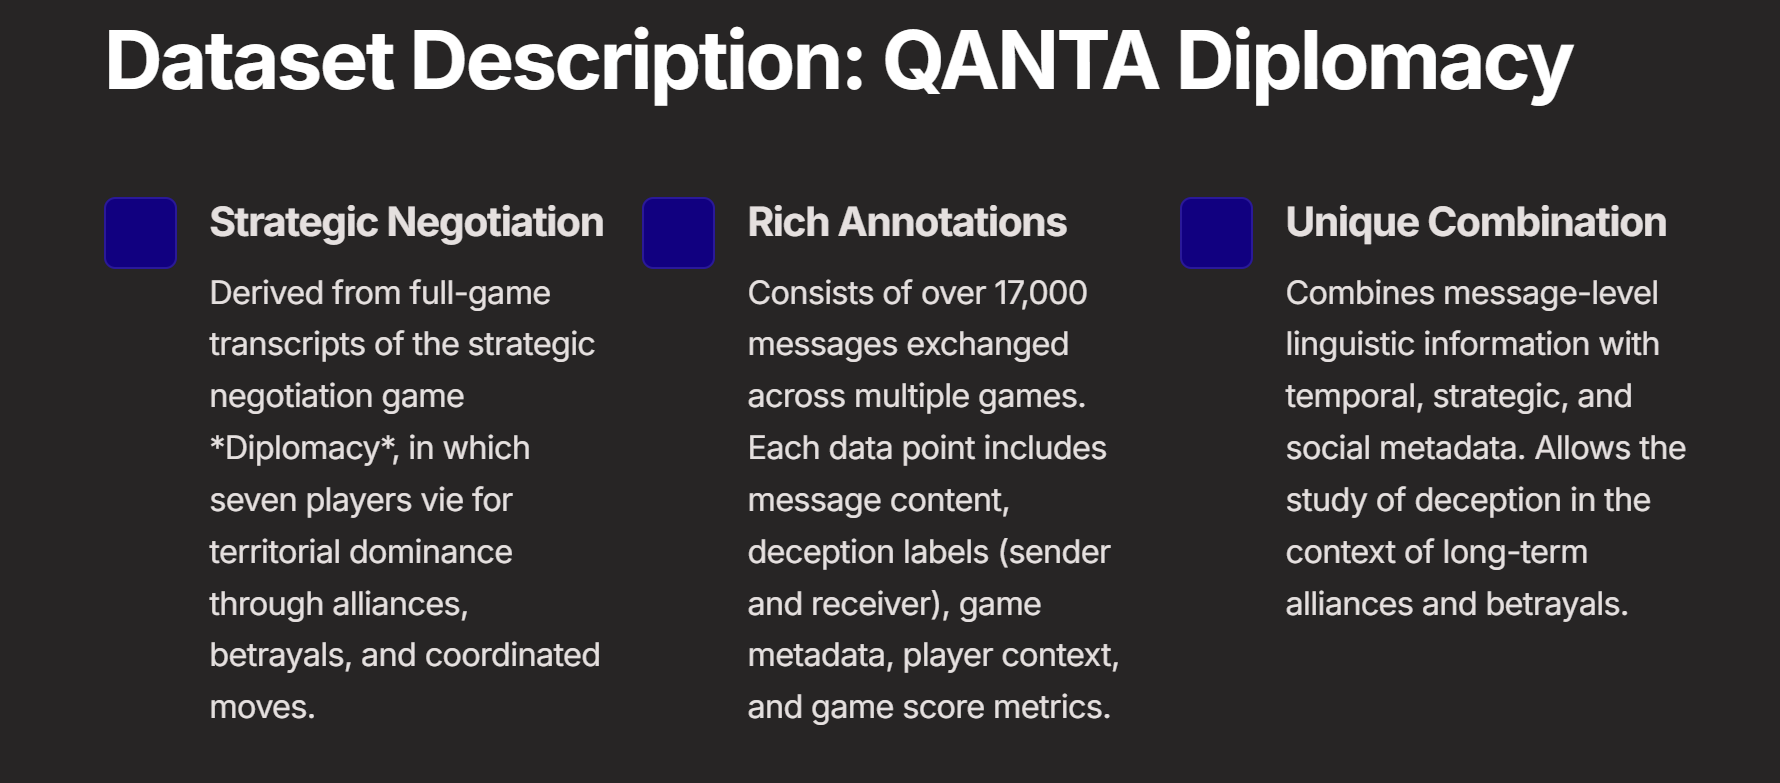 Dataset Description: QANTA Diplomacy
Strategic Negotiation
Derived from full-game
transcripts of the strategic
negotiation game
*Diplomacy*, in which
seven players vie for
territorial dominance
through alliances,
betrayals, and coordinated
moves.
Rich Annotations
Consists of over 17,000
messages exchanged
across multiple games.
Each data point includes
message content,
deception labels (sender
and receiver), game
metadata, player context,
and game score metrics.
Unique Combination
Combines message-level
linguistic information with
temporal, strategic, and
social metadata. Allows the
study of deception in the
context of long-term
alliances and betrayals.